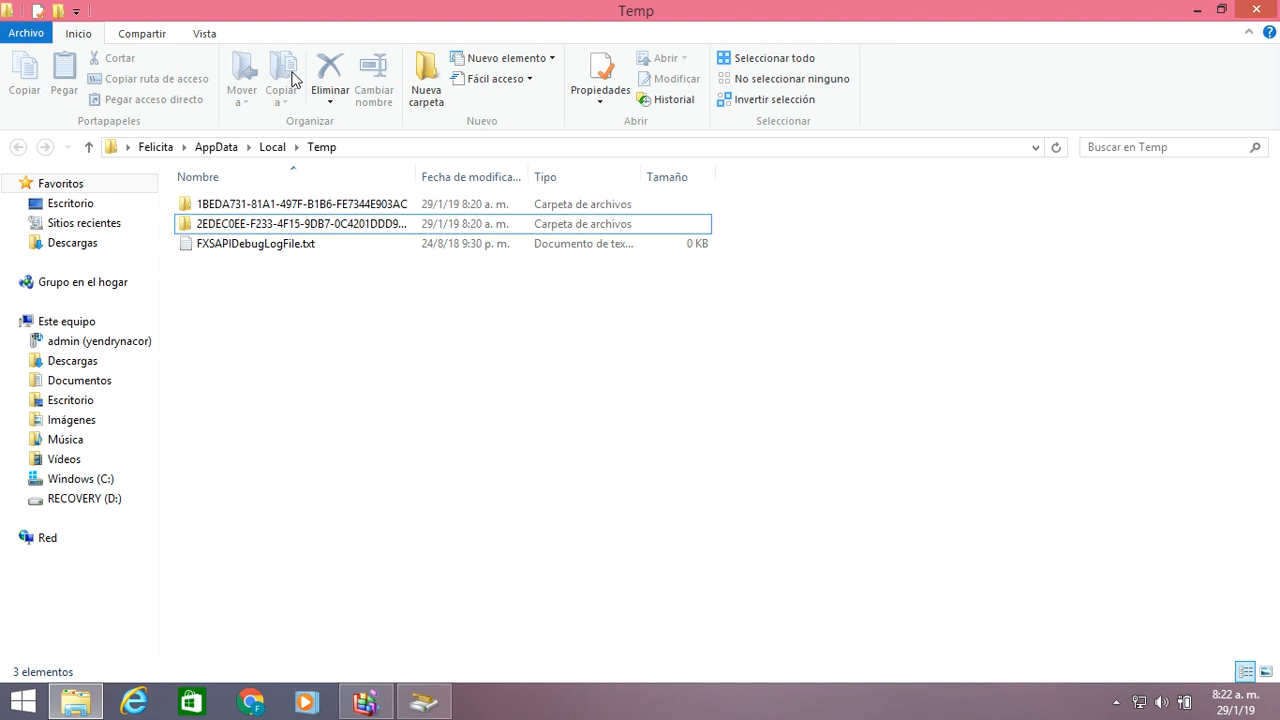 Temp
Archivo Inicio Compartir Vista
Copiar
Pegar
Cortar
Copiar ruta de acceso
Pegar acceso directo
Portapapeles
Mover a
Copiar a
Eliminar
Cambiar nombre
Organizar
Nueva carpeta
Nuevo elemento
Fácil acceso
Nuevo
Propiedades
Abrir
Modificar
Historial
Abrir
Seleccionar todo
No seleccionar ninguno
Invertir selección
Seleccionar
Felicita AppData Local Temp
Buscar en Temp
Nombre Fecha de modifica... Tipo Tamaño
1BEDA731-81A1-497F-B1B6-FE7344E903AC 29/1/19 8:20 a. m. Carpeta de archivos
2EDEC0EE-F233-4F15-9DB7-0C4201DDD9... 29/1/19 8:20 a. m. Carpeta de archivos
FXSAPIDebugLogFile.txt 24/8/18 9:30 p. m. Documento de tex... 0 KB
Favoritos
Escritorio
Sitios recientes
Descargas
Grupo en el hogar
Este equipo
admin (yendrynacor)
Descargas
Documentos
Escritorio
Imágenes
Música
Vídeos
Windows (C:)
RECOVERY (D:)
Red
3 elementos
8:22 a. m.
29/1/19